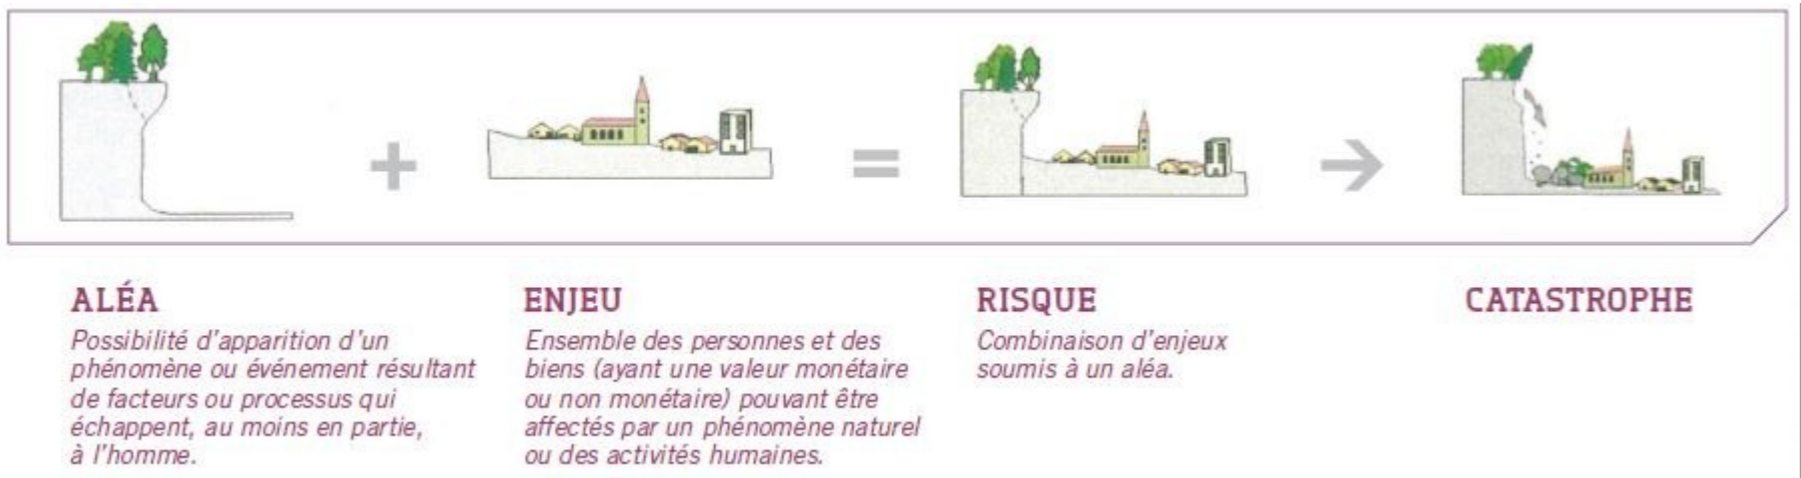 +
=
→
ALÉA
Possibilité d'apparition d'un
phénomène ou événement résultant
de facteurs ou processus qui
échappent, au moins en partie,
à l'homme.
ENJEU
Ensemble des personnes et des
biens (ayant une valeur monétaire
ou non monétaire) pouvant être
affectés par un phénomène naturel
ou des activités humaines.
RISQUE
Combinaison d'enjeux
soumis à un aléa.
CATASTROPHE